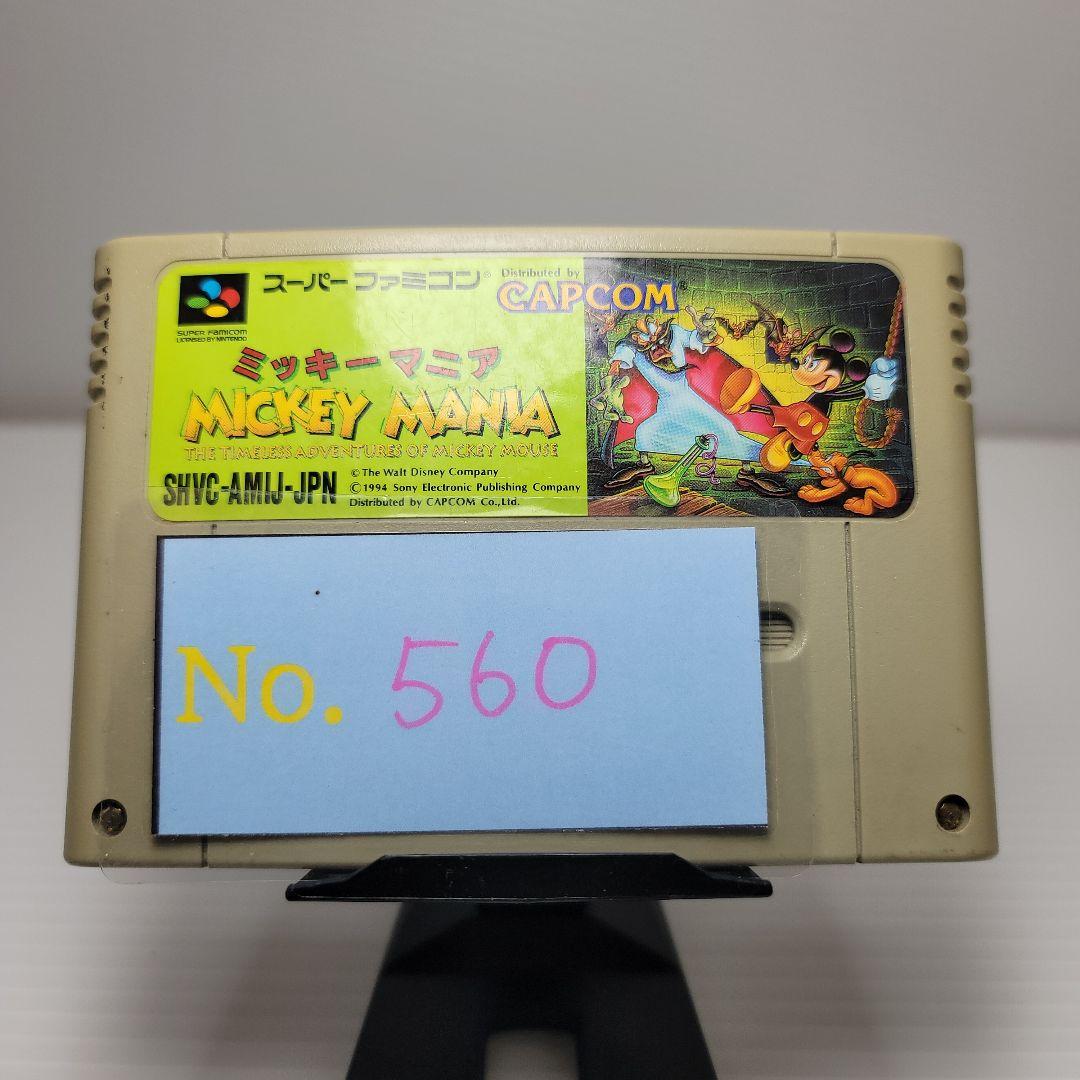 スーパーファミコン®
Distributed by
CAPCOM
SUPER FAMICOM
LICENSED BY NINTENDO
ミッキーマニア
MICKEY MANIA
THE TIMELESS ADVENTURES OF MICKEY MOUSE
SHVC-AMIJ-JPN
© The Walt Disney Company
© 1994 Sony Electronic Publishing Company
Distributed by CAPCOM Co., Ltd.
No. 560